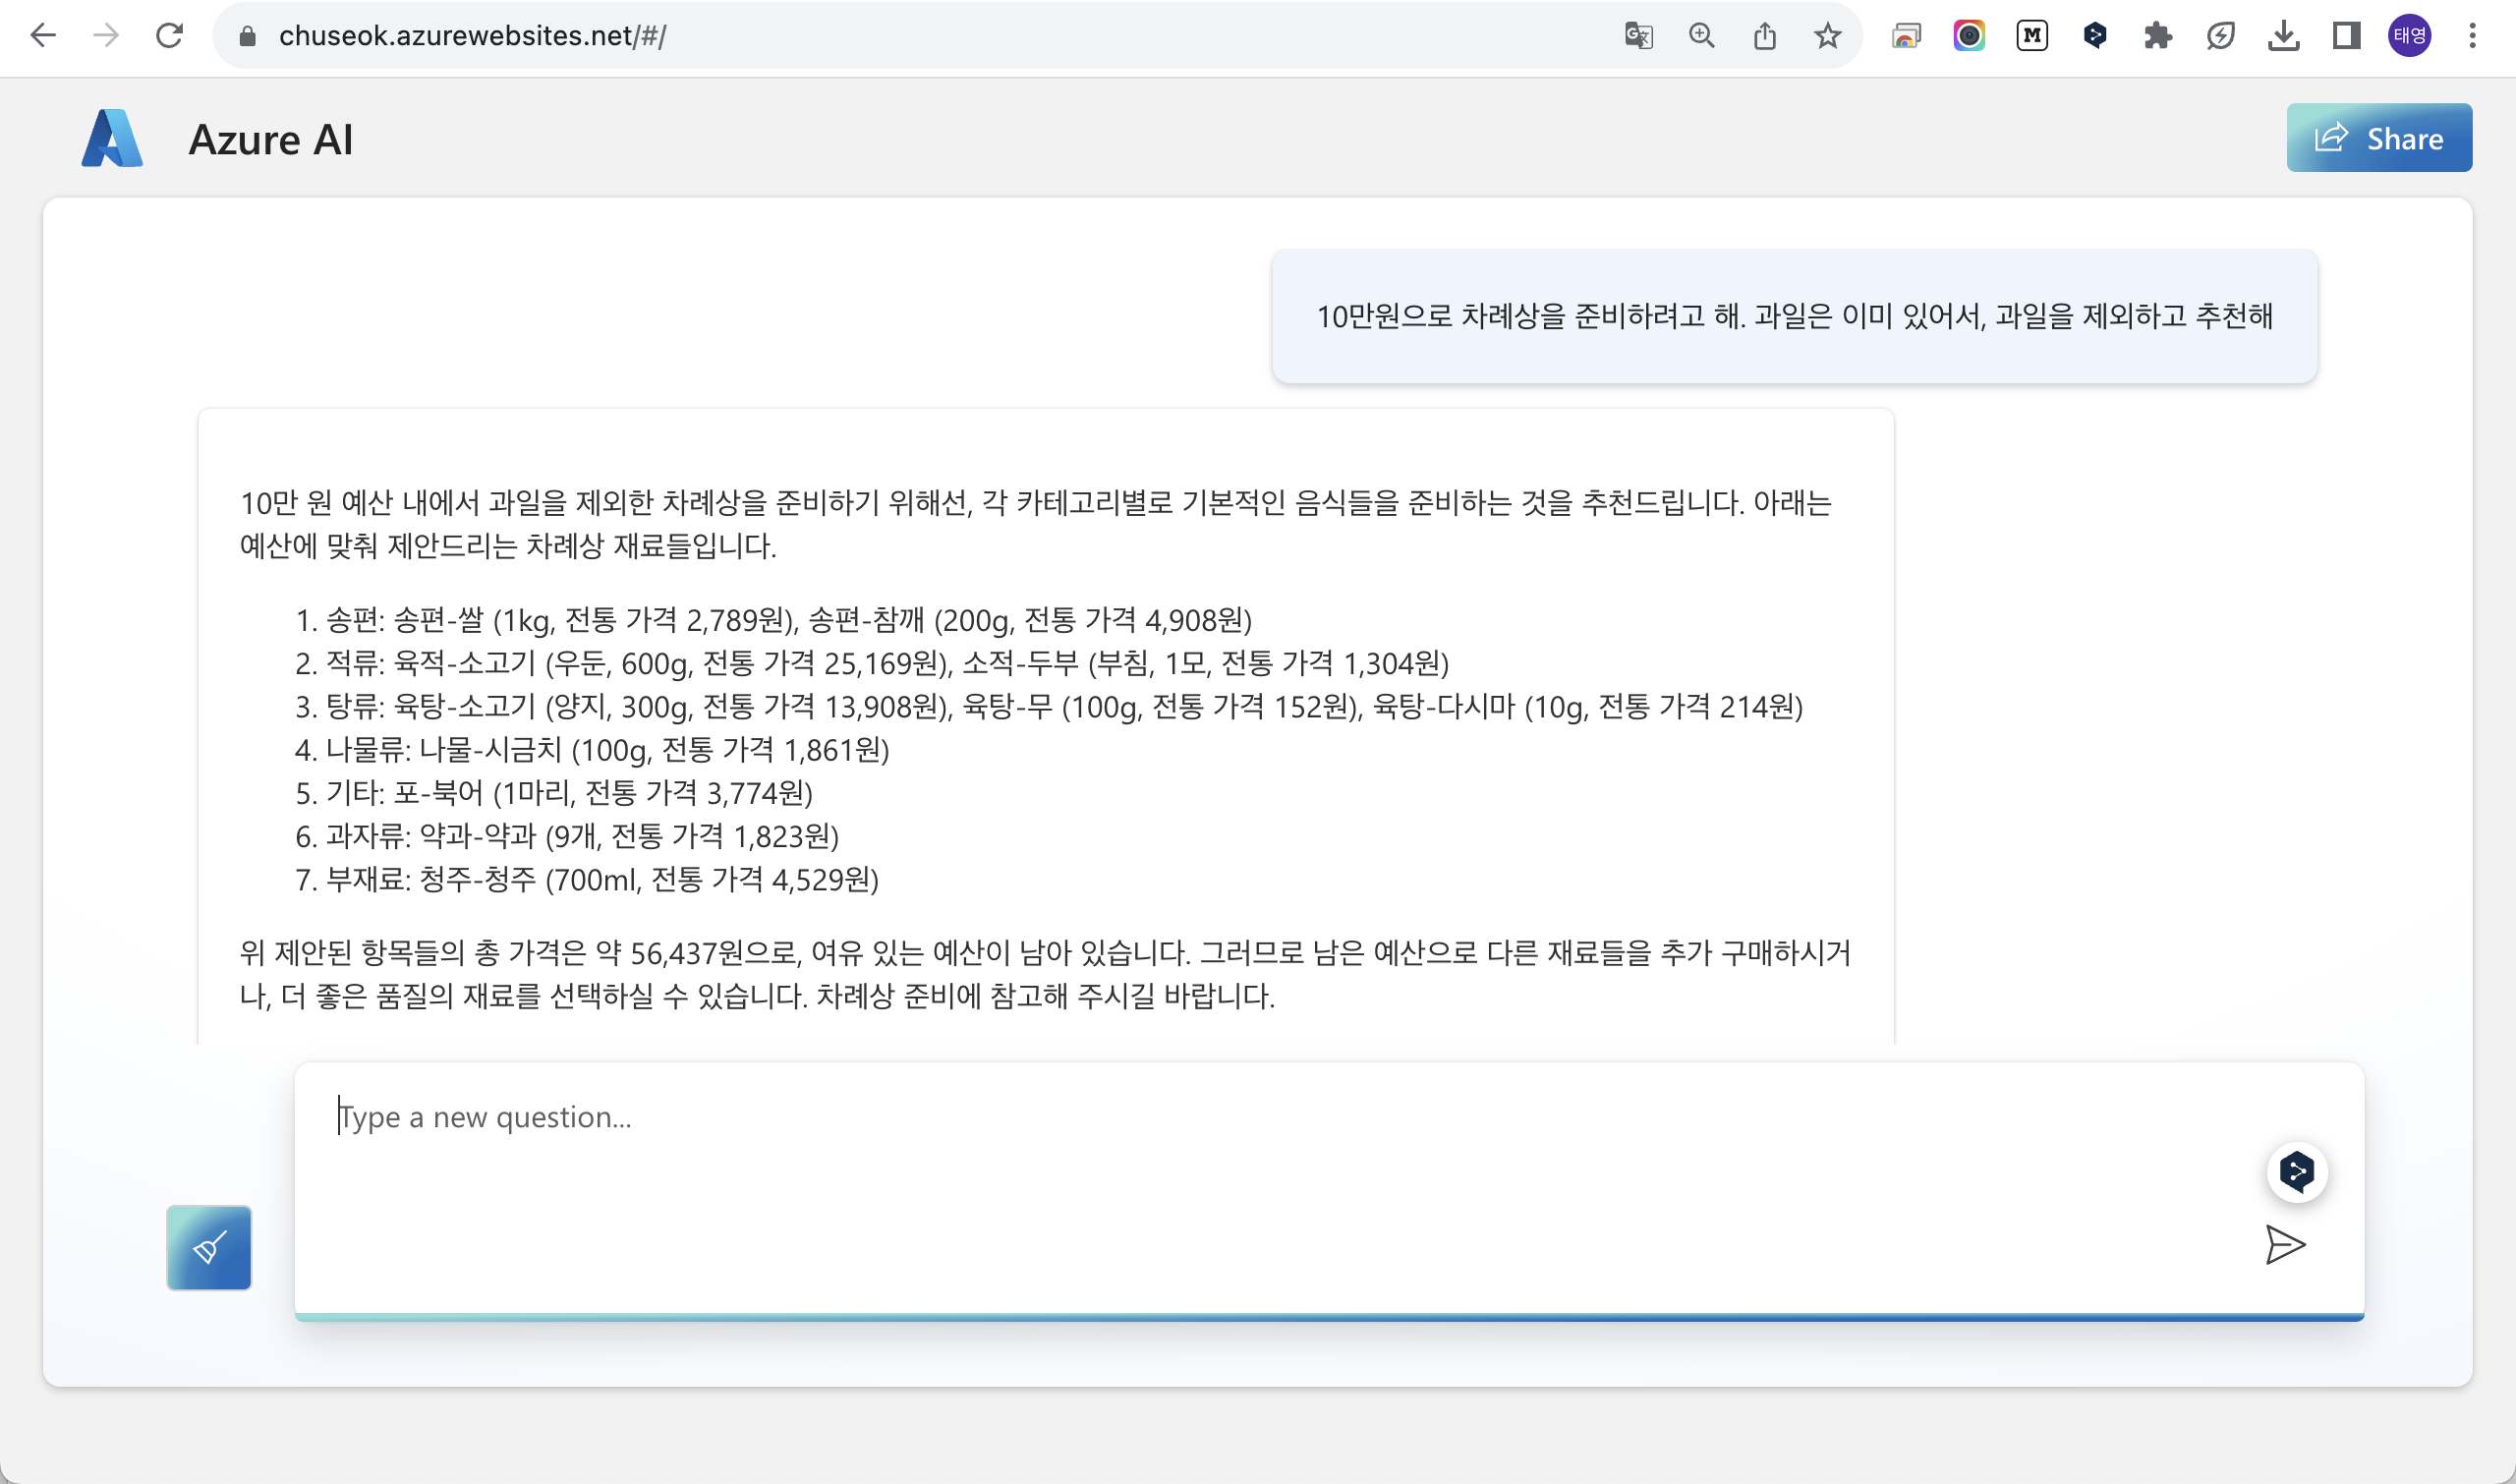 chuseok.azurewebsites.net/#/
태영
Azure AI
Share
10만원으로 차례상을 준비하려고 해. 과일은 이미 있어서, 과일을 제외하고 추천해
10만 원 예산 내에서 과일을 제외한 차례상을 준비하기 위해선, 각 카테고리별로 기본적인 음식들을 준비하는 것을 추천드립니다. 아래는
예산에 맞춰 제안드리는 차례상 재료들입니다.
1. 송편: 송편-쌀 (1kg, 전통 가격 2,789원), 송편-참깨 (200g, 전통 가격 4,908원)
2. 적류: 육적-소고기 (우둔, 600g, 전통 가격 25,169원), 소적-두부 (부침, 1모, 전통 가격 1,304원)
3. 탕류: 육탕-소고기 (양지, 300g, 전통 가격 13,908원), 육탕-무 (100g, 전통 가격 152원), 육탕-다시마 (10g, 전통 가격 214원)
4. 나물류: 나물-시금치 (100g, 전통 가격 1,861원)
5. 기타: 포-북어 (1마리, 전통 가격 3,774원)
6. 과자류: 약과-약과 (9개, 전통 가격 1,823원)
7. 부재료: 청주-청주 (700ml, 전통 가격 4,529원)
위 제안된 항목들의 총 가격은 약 56,437원으로, 여유 있는 예산이 남아 있습니다. 그러므로 남은 예산으로 다른 재료들을 추가 구매하시거
나, 더 좋은 품질의 재료를 선택하실 수 있습니다. 차례상 준비에 참고해 주시길 바랍니다.
Type a new question...